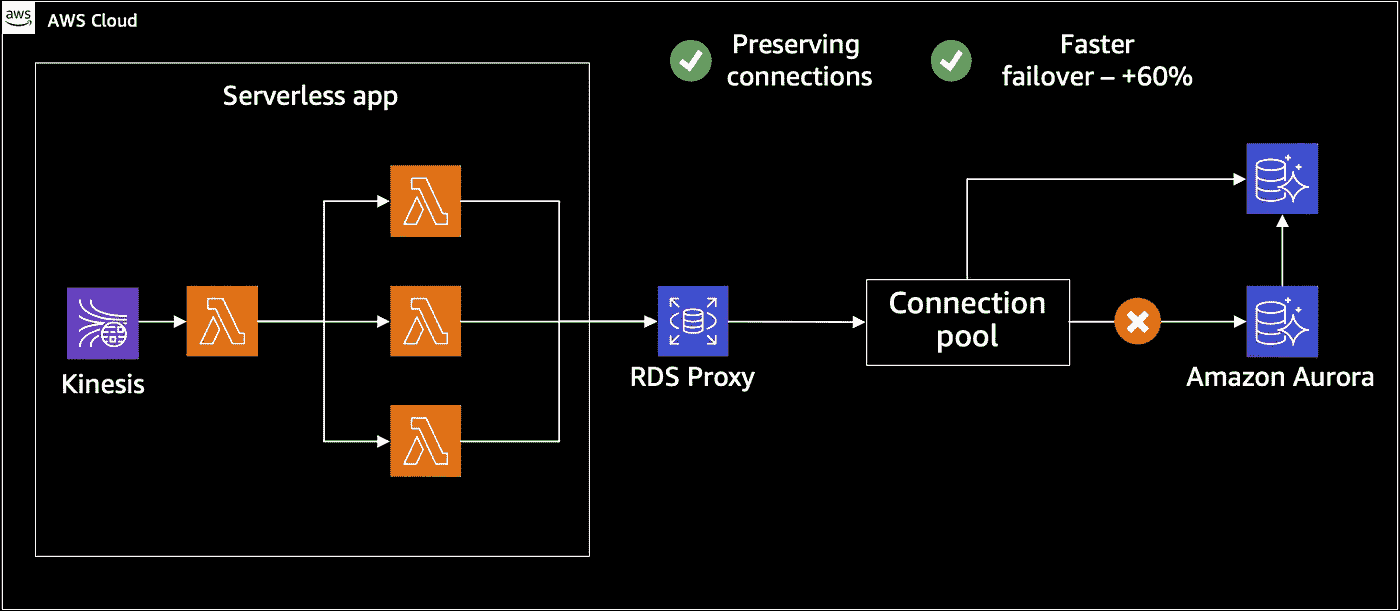 aws
AWS Cloud
Preserving
connections
Faster
failover – +60%
Serverless app
Kinesis
RDS Proxy
Connection
pool
Amazon Aurora